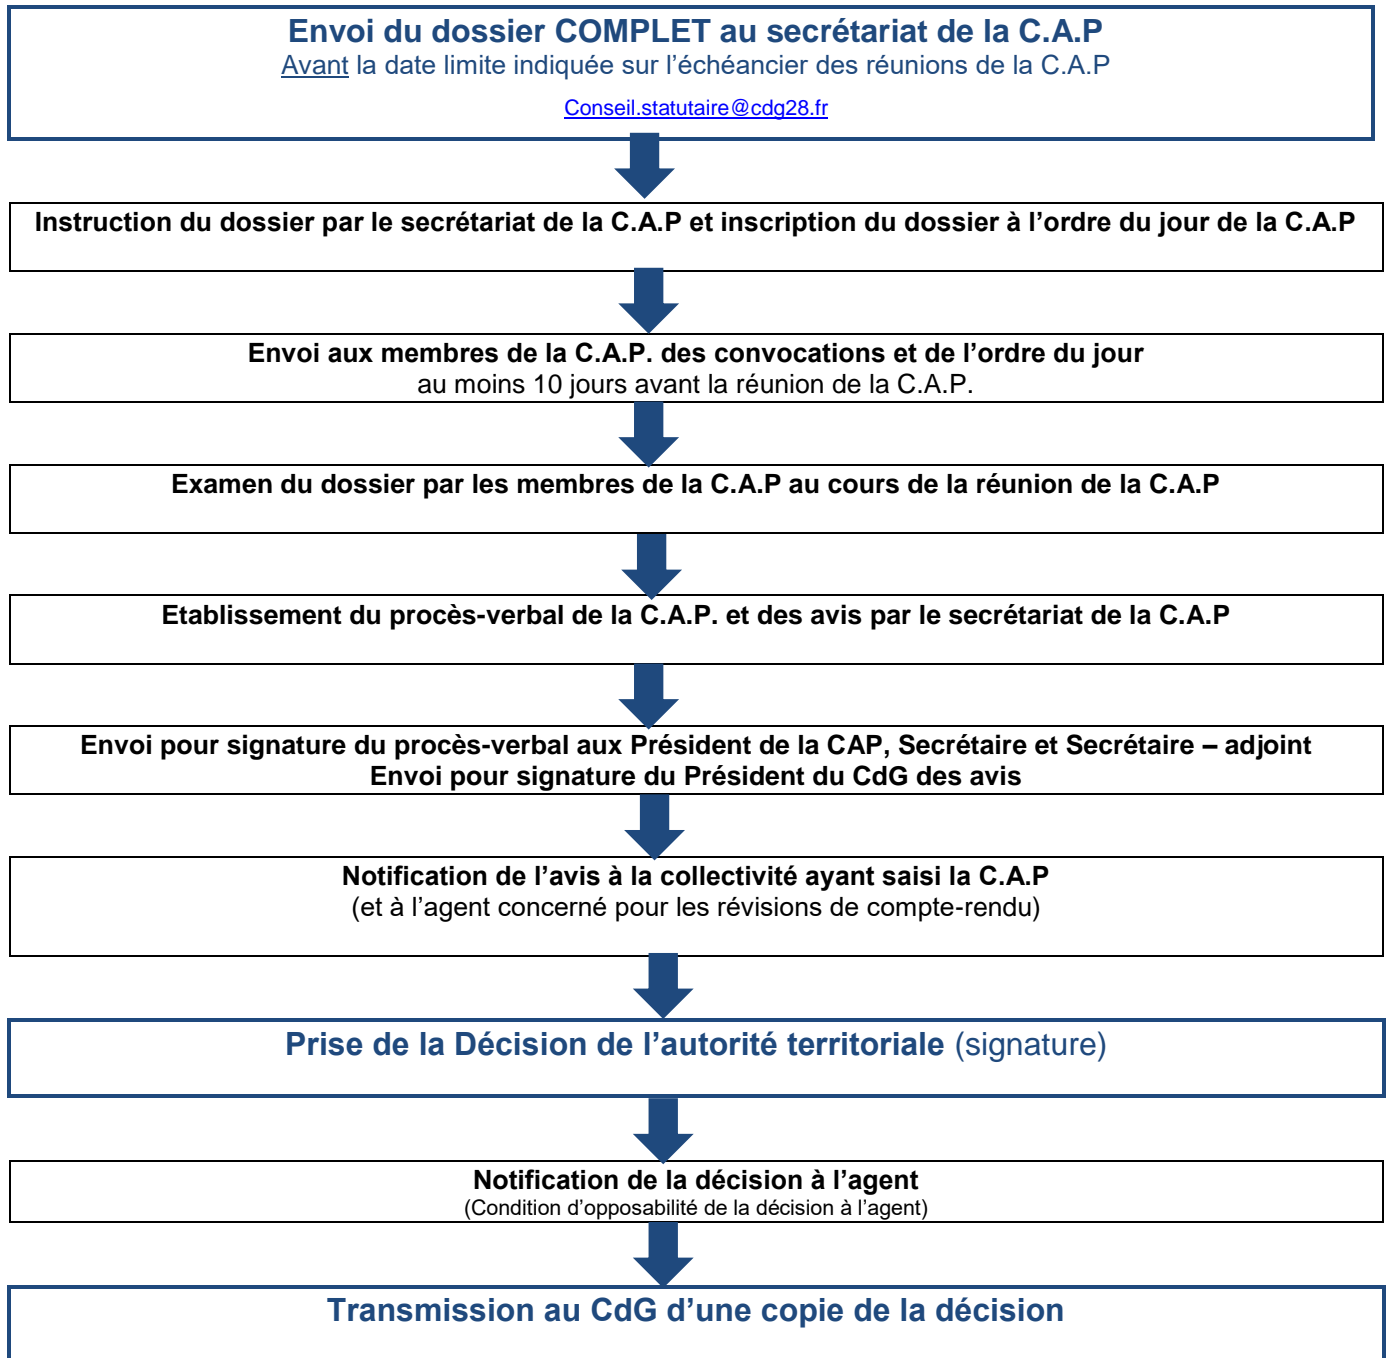 Envoi du dossier COMPLET au secrétariat de la C.A.P
Avant la date limite indiquée sur l’échéancier des réunions de la C.A.P
Conseil.statutaire@cdg28.fr
Instruction du dossier par le secrétariat de la C.A.P et inscription du dossier à l’ordre du jour de la C.A.P
Envoi aux membres de la C.A.P. des convocations et de l’ordre du jour
au moins 10 jours avant la réunion de la C.A.P.
Examen du dossier par les membres de la C.A.P au cours de la réunion de la C.A.P
Etablissement du procès-verbal de la C.A.P. et des avis par le secrétariat de la C.A.P
Envoi pour signature du procès-verbal aux Président de la CAP, Secrétaire et Secrétaire – adjoint
Envoi pour signature du Président du CdG des avis
Notification de l’avis à la collectivité ayant saisi la C.A.P
(et à l’agent concerné pour les révisions de compte-rendu)
Prise de la Décision de l’autorité territoriale (signature)
Notification de la décision à l’agent
(Condition d’opposabilité de la décision à l’agent)
Transmission au CdG d’une copie de la décision